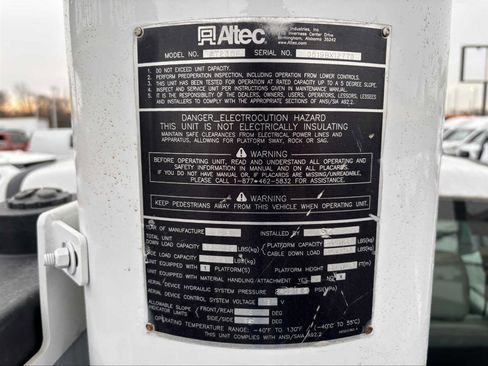 Altec
Industries, Inc.
Inverness Center Drive
Birmingham, Alabama 35242
www.Altec.com
MODEL NO. SERIAL NO.
1. DO NOT EXCEED UNIT CAPACITY.
2. PERFORM PREOPERATION INSPECTION, INCLUDING OPERATION FROM LOWER CONTROLS.
3. THIS UNIT HAS BEEN TESTED FOR OPERATION AT RATED CAPACITY UP TO A 5 DEGREE SLOPE.
4. INSPECT AND SERVICE UNIT PER INSTRUCTIONS GIVEN IN MAINTENANCE MANUAL.
5. IT IS THE RESPONSIBILITY OF THE DEALERS, OWNERS, USERS, OPERATORS, LESSORS, LESSEES
AND INSTALLERS TO COMPLY WITH THE APPROPRIATE SECTIONS OF ANSI/SIA A92.2.
DANGER_ELECTROCUTION HAZARD
THIS UNIT IS NOT ELECTRICALLY INSULATING
MAINTAIN SAFE CLEARANCES FROM ELECTRICAL POWER LINES AND
APPARATUS, ALLOWING FOR PLATFORM SWAY, ROCK OR SAG.
WARNING
BEFORE OPERATING UNIT, READ AND UNDERSTAND ALL OPERATING AND
SAFETY INFORMATION IN MANUAL AND ON ALL PLACARDS
IF YOU DO NOT HAVE MANUAL OR, IF PLACARDS ARE MISSING/UNREADABLE,
PLEASE CALL 1-877-462-5832 FOR ASSISTANCE.
WARNING
KEEP PEDESTRIANS AWAY FROM THIS VEHICLE WHEN OPERATING UNIT.
YEAR OF MANUFACTURE INSTALLED BY
TOTAL UNIT
DOWN LOAD CAPACITY LBS(kg) PLATFORM CAPACITY LBS(kg)
SIDE LOAD CAPACITY LBS(kg) CABLE DOWN LOAD LBS(kg)
UNIT EQUIPPED WITH 1 PLATFORM(S) PLATFORM HEIGHT FT(m)
UNIT EQUIPPED WITH MATERIAL HANDLING/ATTACHMENT YES NO
AERIAL DEVICE HYDRAULIC SYSTEM PRESSURE PSI(MPa)
AERIAL DEVICE CONTROL SYSTEM VOLTAGE 12 V
ALLOWABLE SLOPE FRONT/REAR DEG
INDICATOR LIMITS SIDE/SIDE DEG
OPERATING TEMPERATURE RANGE: -40°F TO 130°F (-40°C TO 55°C)
THIS UNIT COMPLIES WITH ANSI/SAIA A92.2